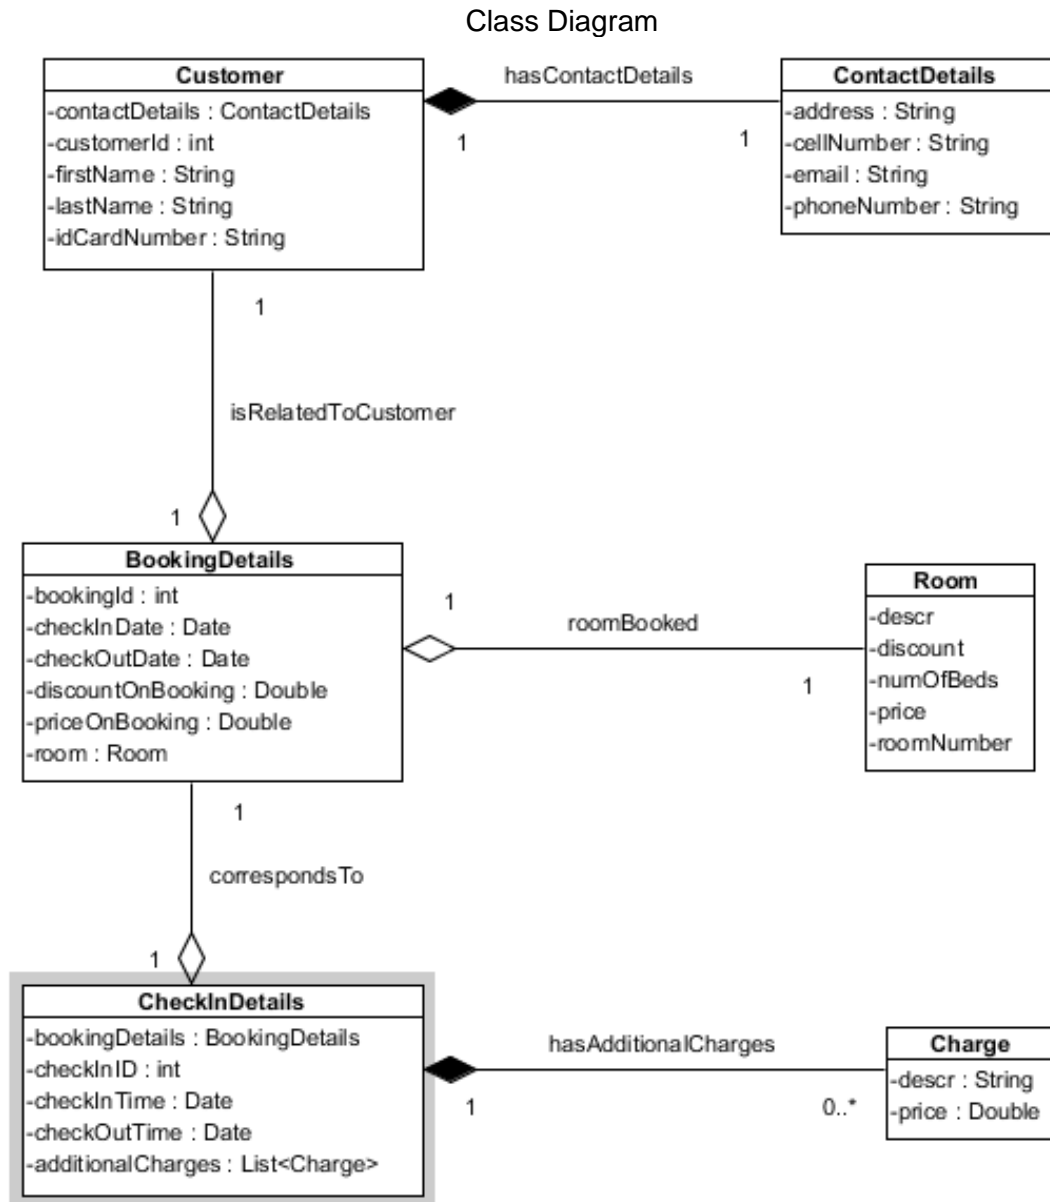 Class Diagram
Customer
-contactDetails : ContactDetails
-customerId : int
-firstName : String
-lastName : String
-idCardNumber : String
hasContactDetails
1
1
ContactDetails
-address : String
-cellNumber : String
-email : String
-phoneNumber : String
1
isRelatedToCustomer
1
BookingDetails
-bookingId : int
-checkInDate : Date
-checkOutDate : Date
-discountOnBooking : Double
-priceOnBooking : Double
-room : Room
1
roomBooked
1
Room
-descr
-discount
-numOfBeds
-price
-roomNumber
1
correspondsTo
1
CheckInDetails
-bookingDetails : BookingDetails
-checkInID : int
-checkInTime : Date
-checkOutTime : Date
-additionalCharges : List<Charge>
hasAdditionalCharges
1
0..*
Charge
-descr : String
-price : Double